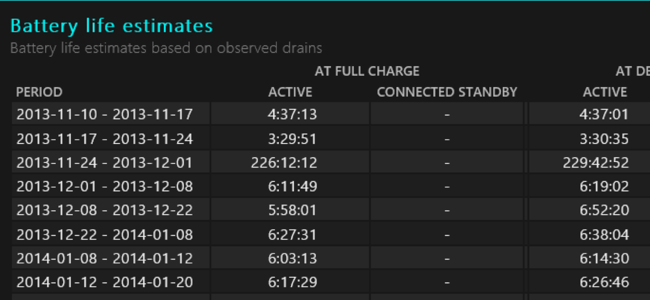 Battery life estimates
Battery life estimates based on observed drains
AT FULL CHARGE AT DE
PERIOD ACTIVE CONNECTED STANDBY ACTIVE
2013-11-10 - 2013-11-17 4:37:13 - 4:37:01
2013-11-17 - 2013-11-24 3:29:51 - 3:30:35
2013-11-24 - 2013-12-01 226:12:12 - 229:42:52
2013-12-01 - 2013-12-08 6:11:49 - 6:19:02
2013-12-08 - 2013-12-22 5:58:01 - 6:52:20
2013-12-22 - 2014-01-08 6:27:31 - 6:38:04
2014-01-08 - 2014-01-12 6:03:13 - 6:14:30
2014-01-12 - 2014-01-20 6:17:29 - 6:26:46